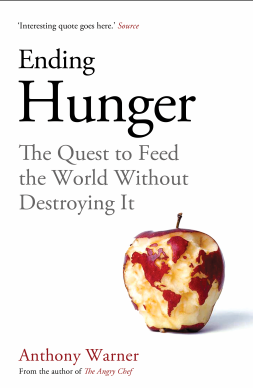 ‘Interesting quote goes here.’ Source
Ending
Hunger
The Quest to Feed
the World Without
Destroying It
Anthony Warner
From the author of The Angry Chef